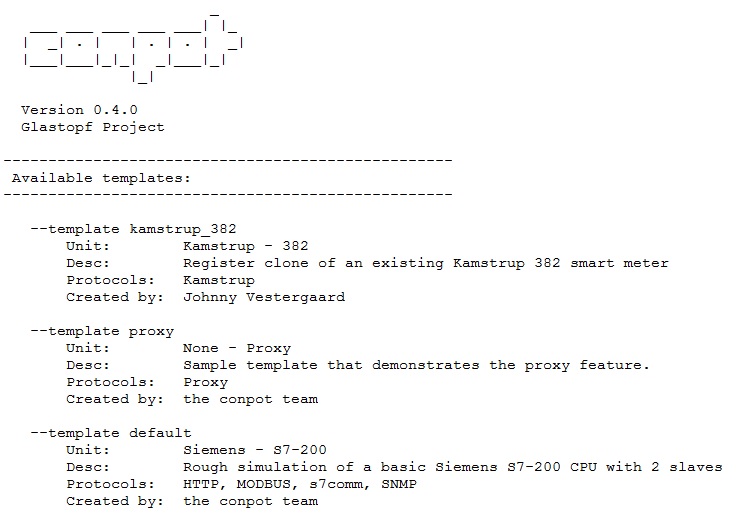 conpot
Version 0.4.0
Glastopf Project
Available templates:
--template kamstrup_382
Unit: Kamstrup - 382
Desc: Register clone of an existing Kamstrup 382 smart meter
Protocols: Kamstrup
Created by: Johnny Vestergaard
--template proxy
Unit: None - Proxy
Desc: Sample template that demonstrates the proxy feature.
Protocols: Proxy
Created by: the conpot team
--template default
Unit: Siemens - S7-200
Desc: Rough simulation of a basic Siemens S7-200 CPU with 2 slaves
Protocols: HTTP, MODBUS, s7comm, SNMP
Created by: the conpot team